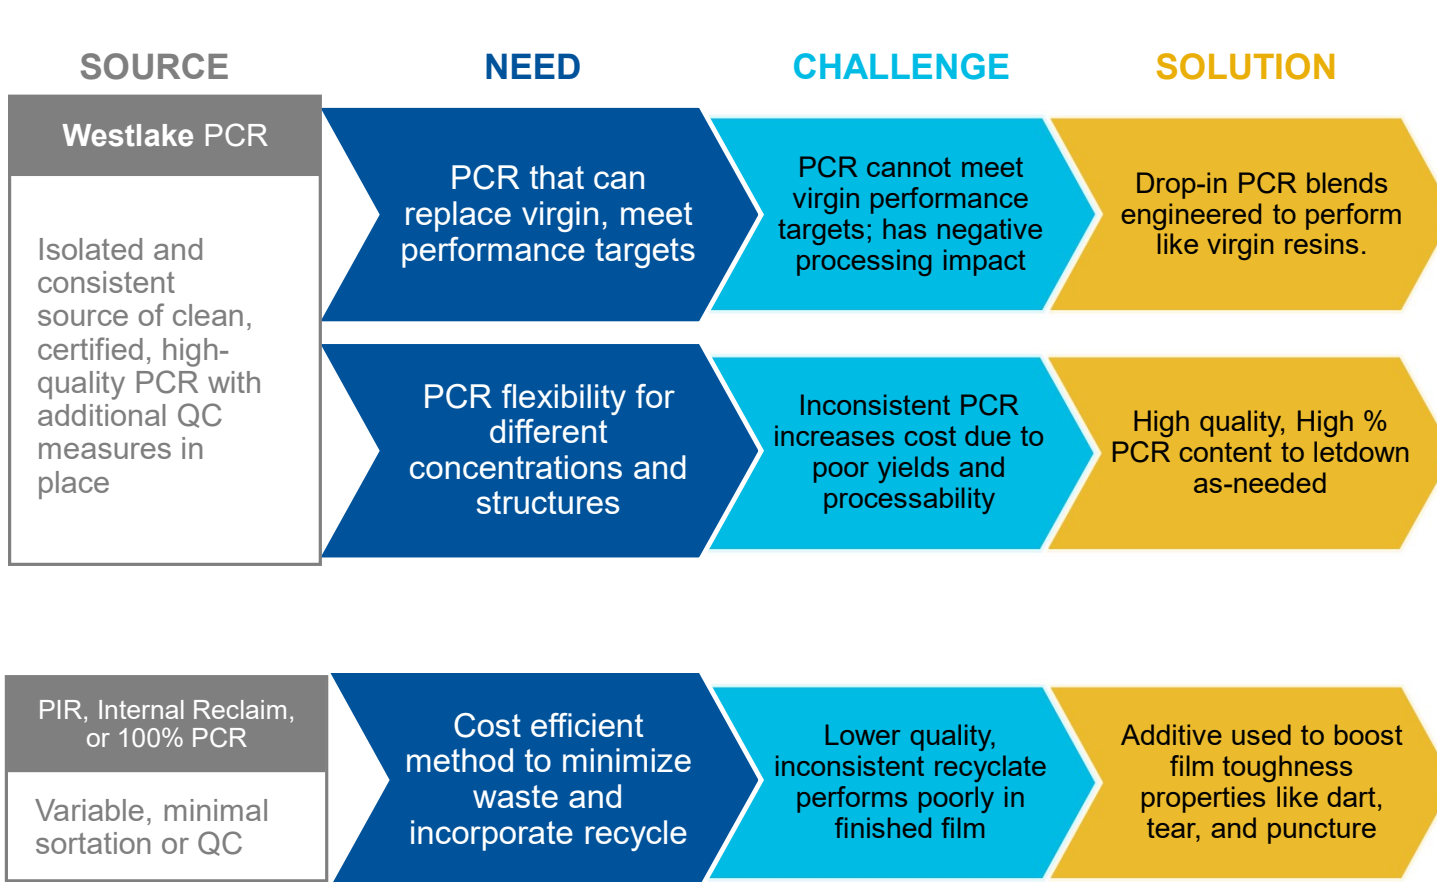 SOURCE
NEED
CHALLENGE
SOLUTION
Westlake PCR
Isolated and
consistent
source of clean,
certified, high-
quality PCR with
additional QC
measures in
place
PCR that can
replace virgin, meet
performance targets
PCR cannot meet
virgin performance
targets; has negative
processing impact
Drop-in PCR blends
engineered to perform
like virgin resins.
PCR flexibility for
different
concentrations and
structures
Inconsistent PCR
increases cost due to
poor yields and
processability
High quality, High %
PCR content to letdown
as-needed
PIR, Internal Reclaim,
or 100% PCR
Variable, minimal
sortation or QC
Cost efficient
method to minimize
waste and
incorporate recycle
Lower quality,
inconsistent recyclate
performs poorly in
finished film
Additive used to boost
film toughness
properties like dart,
tear, and puncture